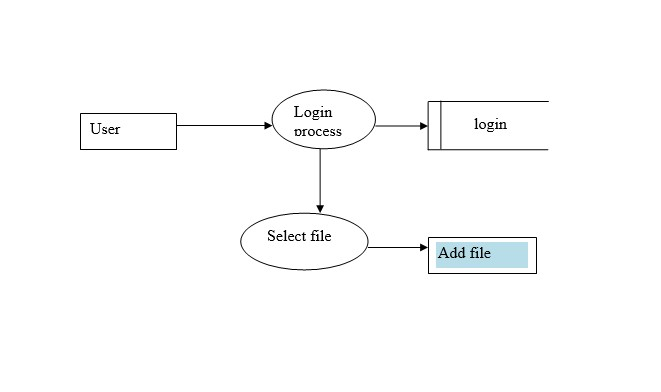 User
Login
process
login
Select file
Add file